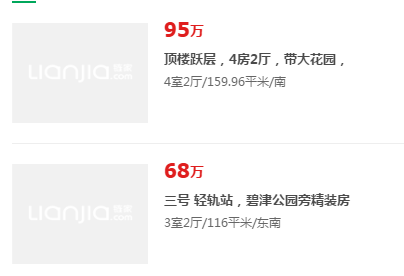 95万
顶楼跃层，4房2厅，带大花园，
4室2厅/159.96平米/南
Lianjia.com 链家
68万
三号 轻轨站，碧津公园旁精装房
3室2厅/116平米/东南
Lianjia.com 链家